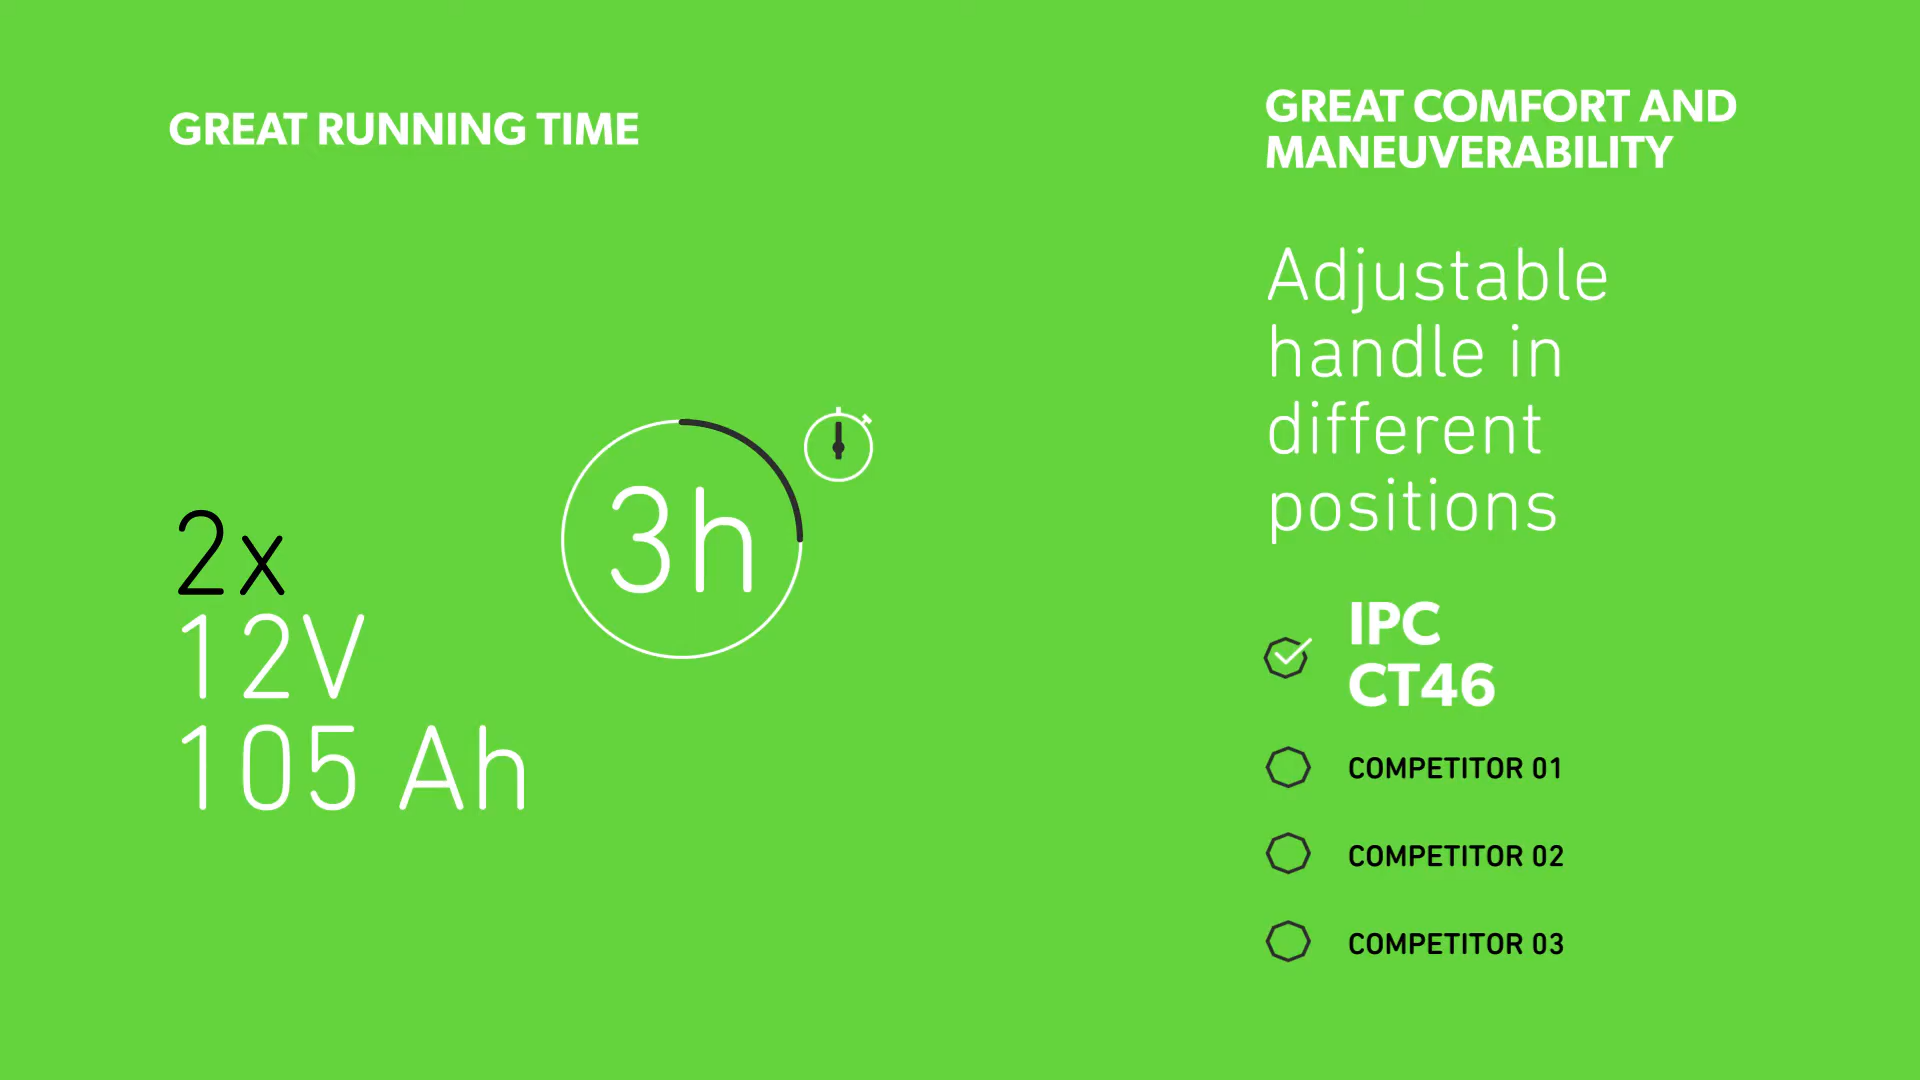 GREAT RUNNING TIME
2x
12V
105 Ah
3h
GREAT COMFORT AND
MANEUVERABILITY
Adjustable
handle in
different
positions
IPC
CT46
COMPETITOR 01
COMPETITOR 02
COMPETITOR 03